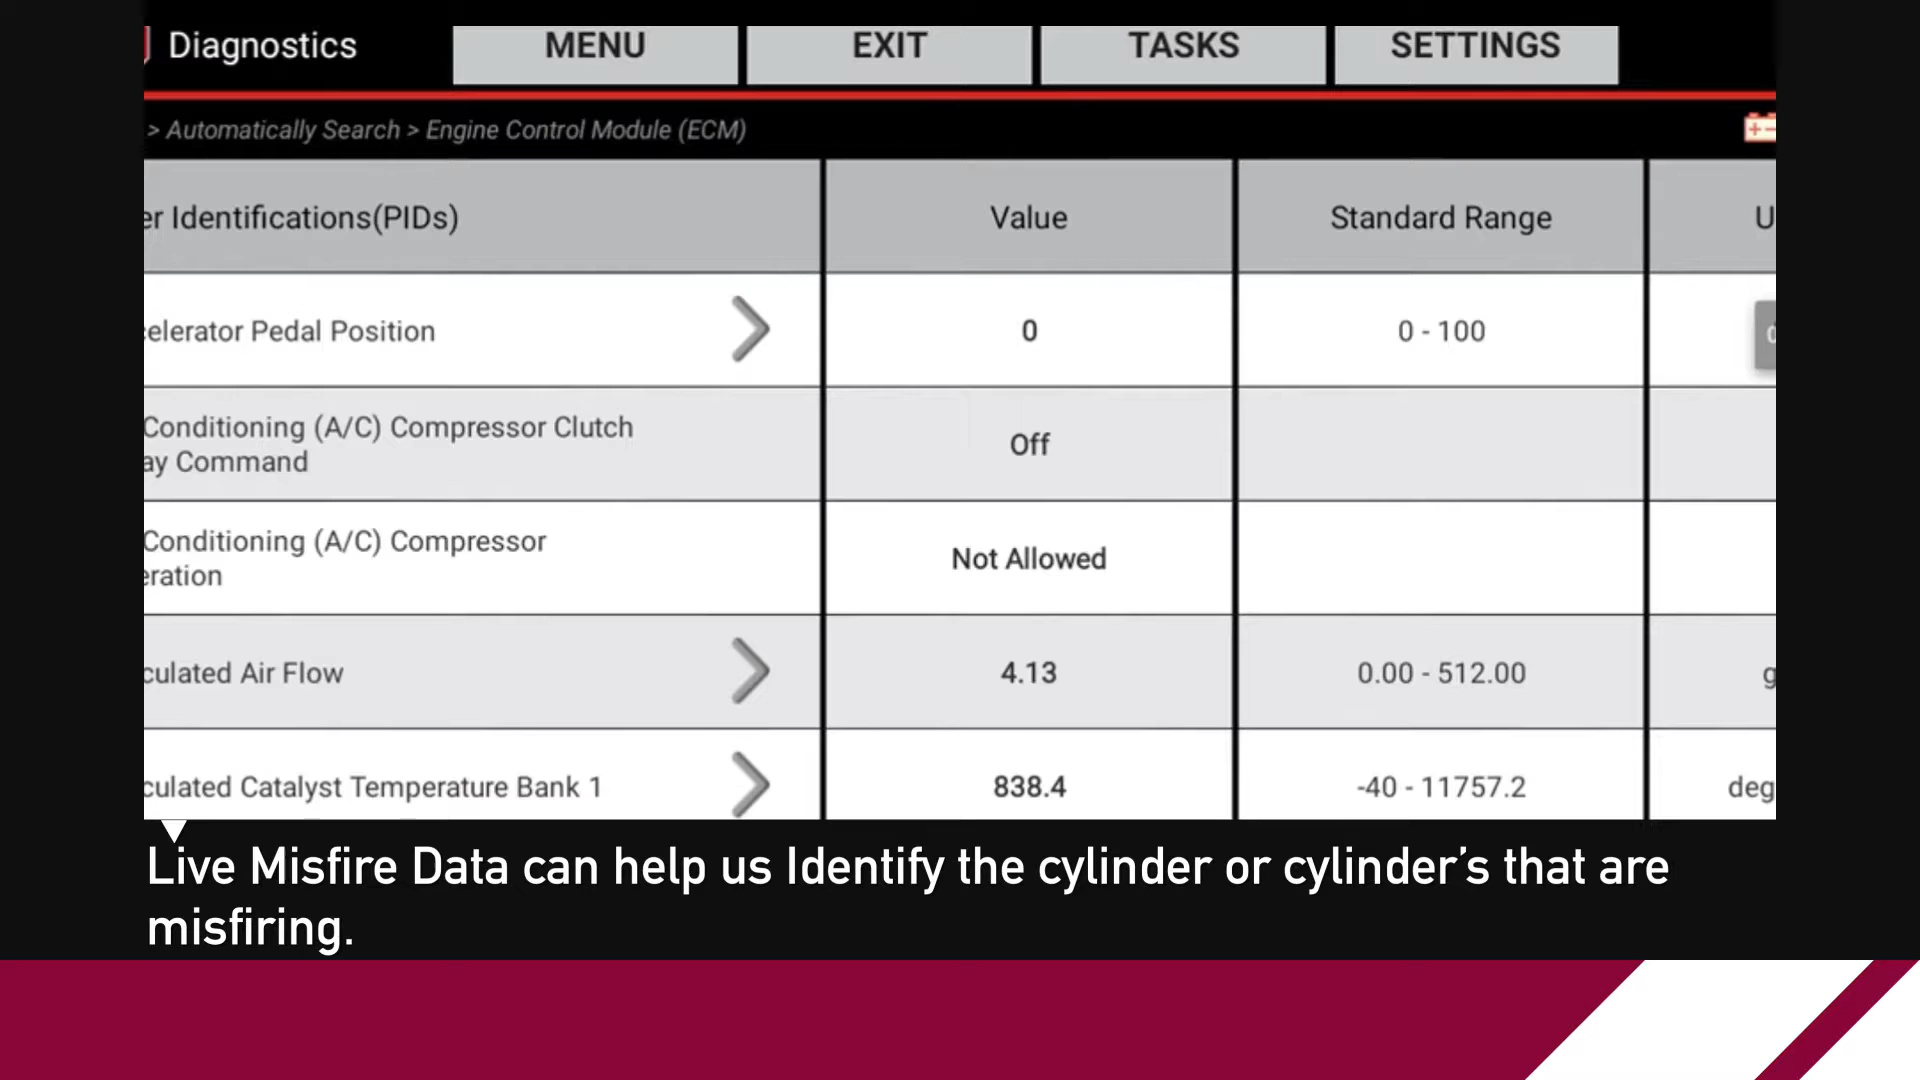 Diagnostics MENU EXIT TASKS SETTINGS
> Automatically Search > Engine Control Module (ECM)
er Identifications(PIDs) Value Standard Range U
celerator Pedal Position 0 0 - 100
Conditioning (A/C) Compressor Clutch
ay Command
Off
Conditioning (A/C) Compressor
eration
Not Allowed
culated Air Flow 4.13 0.00 - 512.00 g
culated Catalyst Temperature Bank 1 838.4 -40 - 11757.2 deg
Live Misfire Data can help us Identify the cylinder or cylinder’s that are
misfiring.